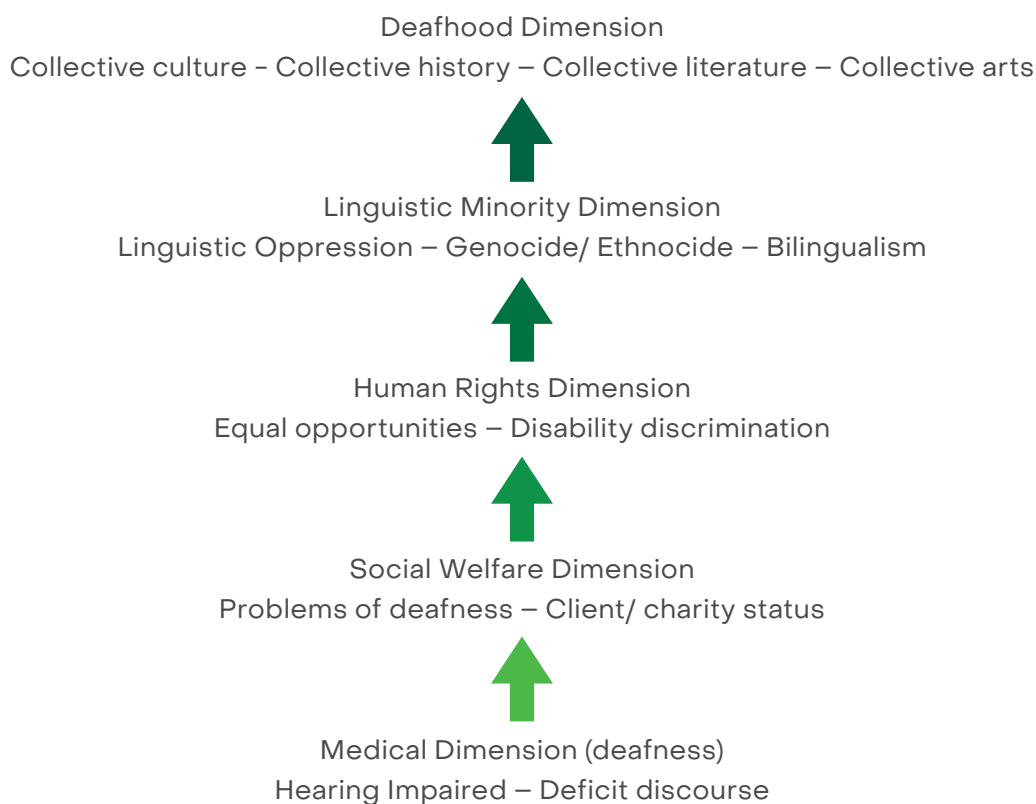 Deafhood Dimension
Collective culture - Collective history – Collective literature – Collective arts
Linguistic Minority Dimension
Linguistic Oppression – Genocide/ Ethnocide – Bilingualism
Human Rights Dimension
Equal opportunities – Disability discrimination
Social Welfare Dimension
Problems of deafness – Client/ charity status
Medical Dimension (deafness)
Hearing Impaired – Deficit discourse